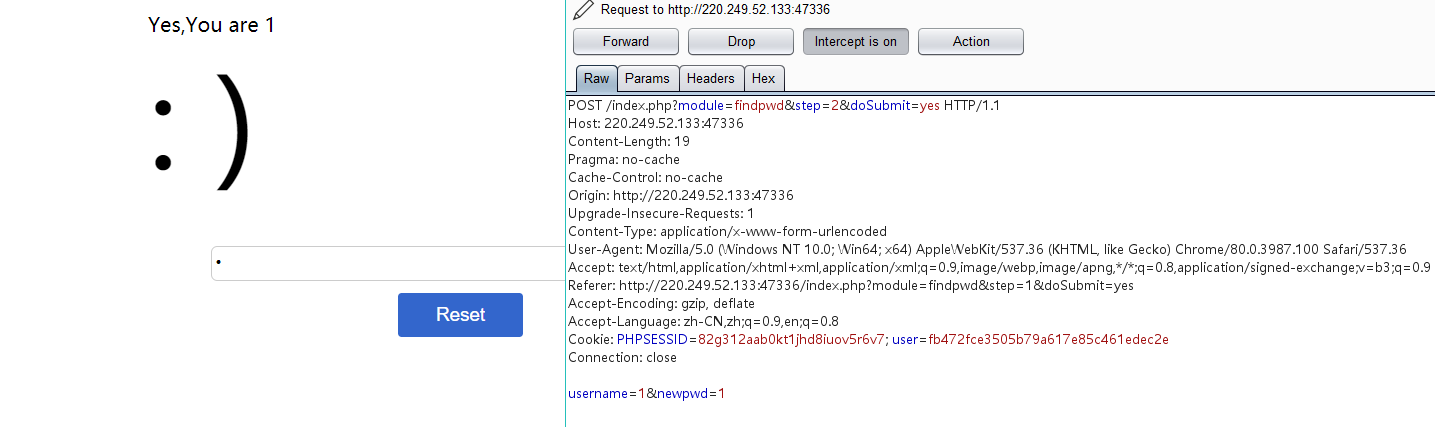 Yes,You are 1
:)
•
Reset
Request to http://220.249.52.133:47336
Forward Drop Intercept is on Action
Raw Params Headers Hex
POST /index.php?module=findpwd&step=2&doSubmit=yes HTTP/1.1
Host: 220.249.52.133:47336
Content-Length: 19
Pragma: no-cache
Cache-Control: no-cache
Origin: http://220.249.52.133:47336
Upgrade-Insecure-Requests: 1
Content-Type: application/x-www-form-urlencoded
User-Agent: Mozilla/5.0 (Windows NT 10.0; Win64; x64) AppleWebKit/537.36 (KHTML, like Gecko) Chrome/80.0.3987.100 Safari/537.36
Accept: text/html,application/xhtml+xml,application/xml;q=0.9,image/webp,image/apng,*/*;q=0.8,application/signed-exchange;v=b3;q=0.9
Referer: http://220.249.52.133:47336/index.php?module=findpwd&step=1&doSubmit=yes
Accept-Encoding: gzip, deflate
Accept-Language: zh-CN,zh;q=0.9,en;q=0.8
Cookie: PHPSESSID=82g312aab0kt1jhd8iuov5r6v7; user=fb472fce3505b79a617e85c461edec2e
Connection: close
username=1&newpwd=1